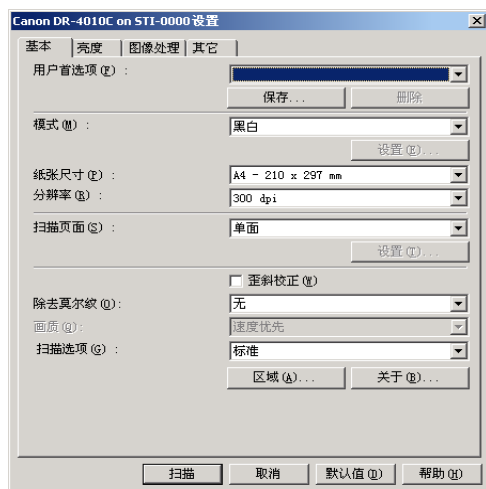 Canon DR-4010C on STI-0000 设置
基本 亮度 图像处理 其它
用户首选项(F) :
保存... 删除
模式(M) : 黑白
设置(E)...
纸张尺寸(P) : A4 - 210 x 297 mm
分辨率(R) : 300 dpi
扫描页面(S) : 单面
设置(T)...
歪斜校正(W)
除去莫尔纹(O): 无
画质(Q): 速度优先
扫描选项(G) : 标准
区域(A)... 关于(B)...
扫描 取消 默认值(D) 帮助(H)